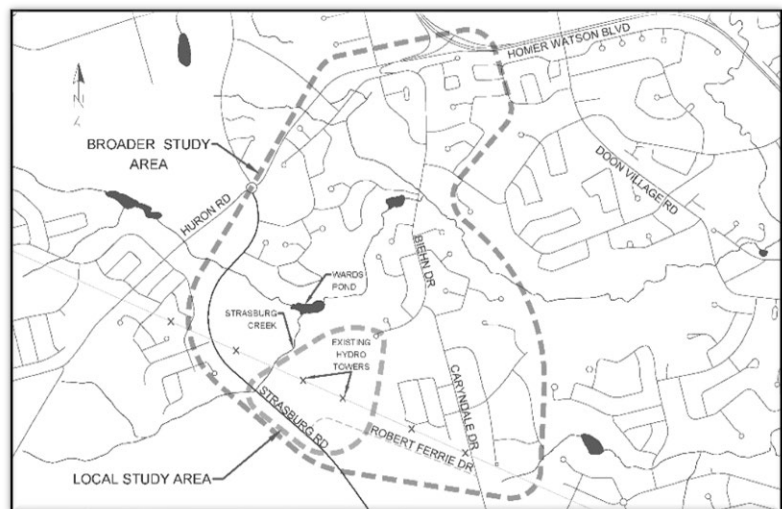 HOMER WATSON BLVD
N
BROADER STUDY
AREA
DOON VILLAGE RD
HURON RD
BIEHN DR
WARDS
POND
STRASBURG
CREEK
EXISTING
HYDRO
TOWERS
CARYNDALE DR
STRASBURG RD
ROBERT FERRIE DR
LOCAL STUDY AREA